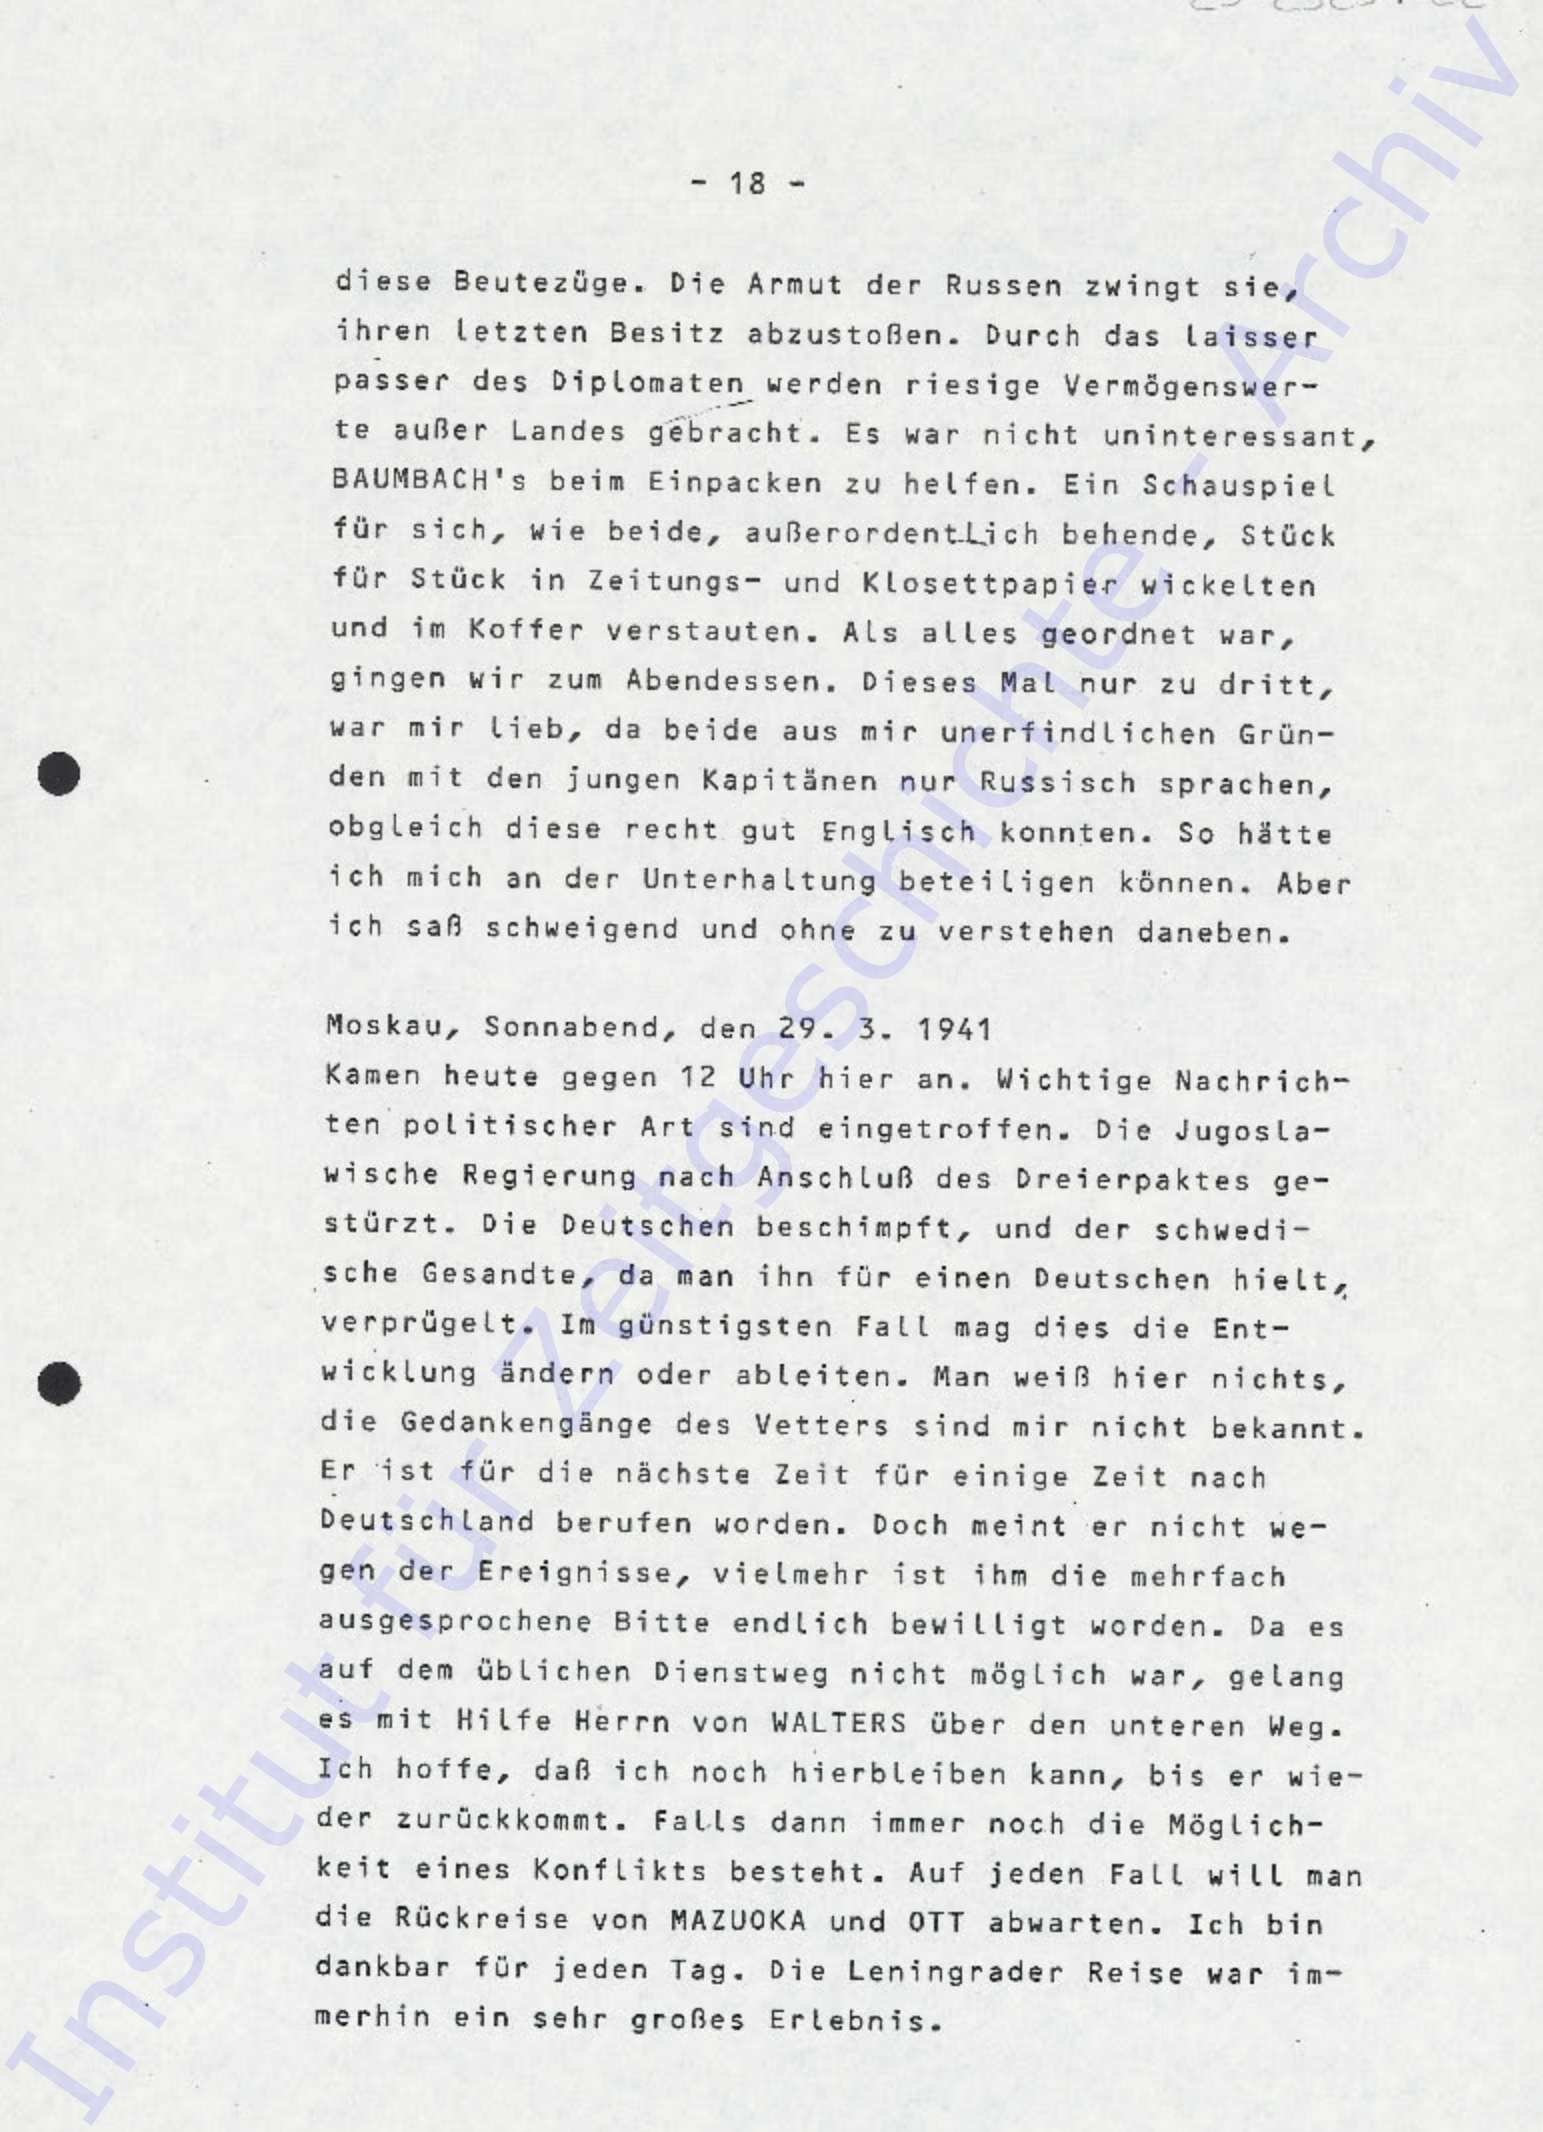 - 18 -
diese Beutezüge. Die Armut der Russen zwingt sie,
ihren letzten Besitz abzustoßen. Durch das laisser
passer des Diplomaten werden riesige Vermögenswer-
te außer Landes gebracht. Es war nicht uninteressant,
BAUMBACH's beim Einpacken zu helfen. Ein Schauspiel
für sich, wie beide, außerordentlich behende, Stück
für Stück in Zeitungs- und Klosettpapier wickelten
und im Koffer verstauten. Als alles geordnet war,
gingen wir zum Abendessen. Dieses Mal nur zu dritt,
war mir lieb, da beide aus mir unerfindlichen Grün-
den mit den jungen Kapitänen nur Russisch sprachen,
obgleich diese recht gut Englisch konnten. So hätte
ich mich an der Unterhaltung beteiligen können. Aber
ich saß schweigend und ohne zu verstehen daneben.
Moskau, Sonnabend, den 29. 3. 1941
Kamen heute gegen 12 Uhr hier an. Wichtige Nachrich-
ten politischer Art sind eingetroffen. Die Jugosla-
wische Regierung nach Anschluß des Dreierpaktes ge-
stürzt. Die Deutschen beschimpft, und der schwedi-
sche Gesandte, da man ihn für einen Deutschen hielt,
verprügelt. Im günstigsten Fall mag dies die Ent-
wicklung ändern oder ableiten. Man weiß hier nichts,
die Gedankengänge des Vetters sind mir nicht bekannt.
Er ist für die nächste Zeit für einige Zeit nach
Deutschland berufen worden. Doch meint er nicht we-
gen der Ereignisse, vielmehr ist ihm die mehrfach
ausgesprochene Bitte endlich bewilligt worden. Da es
auf dem üblichen Dienstweg nicht möglich war, gelang
es mit Hilfe Herrn von WALTERS über den unteren Weg.
Ich hoffe, daß ich noch hierbleiben kann, bis er wie-
der zurückkommt. Falls dann immer noch die Möglich-
keit eines Konflikts besteht. Auf jeden Fall will man
die Rückreise von MAZUOKA und OTT abwarten. Ich bin
dankbar für jeden Tag. Die Leningrader Reise war im-
merhin ein sehr großes Erlebnis.
Institut für Zeitgeschichte - Archiv